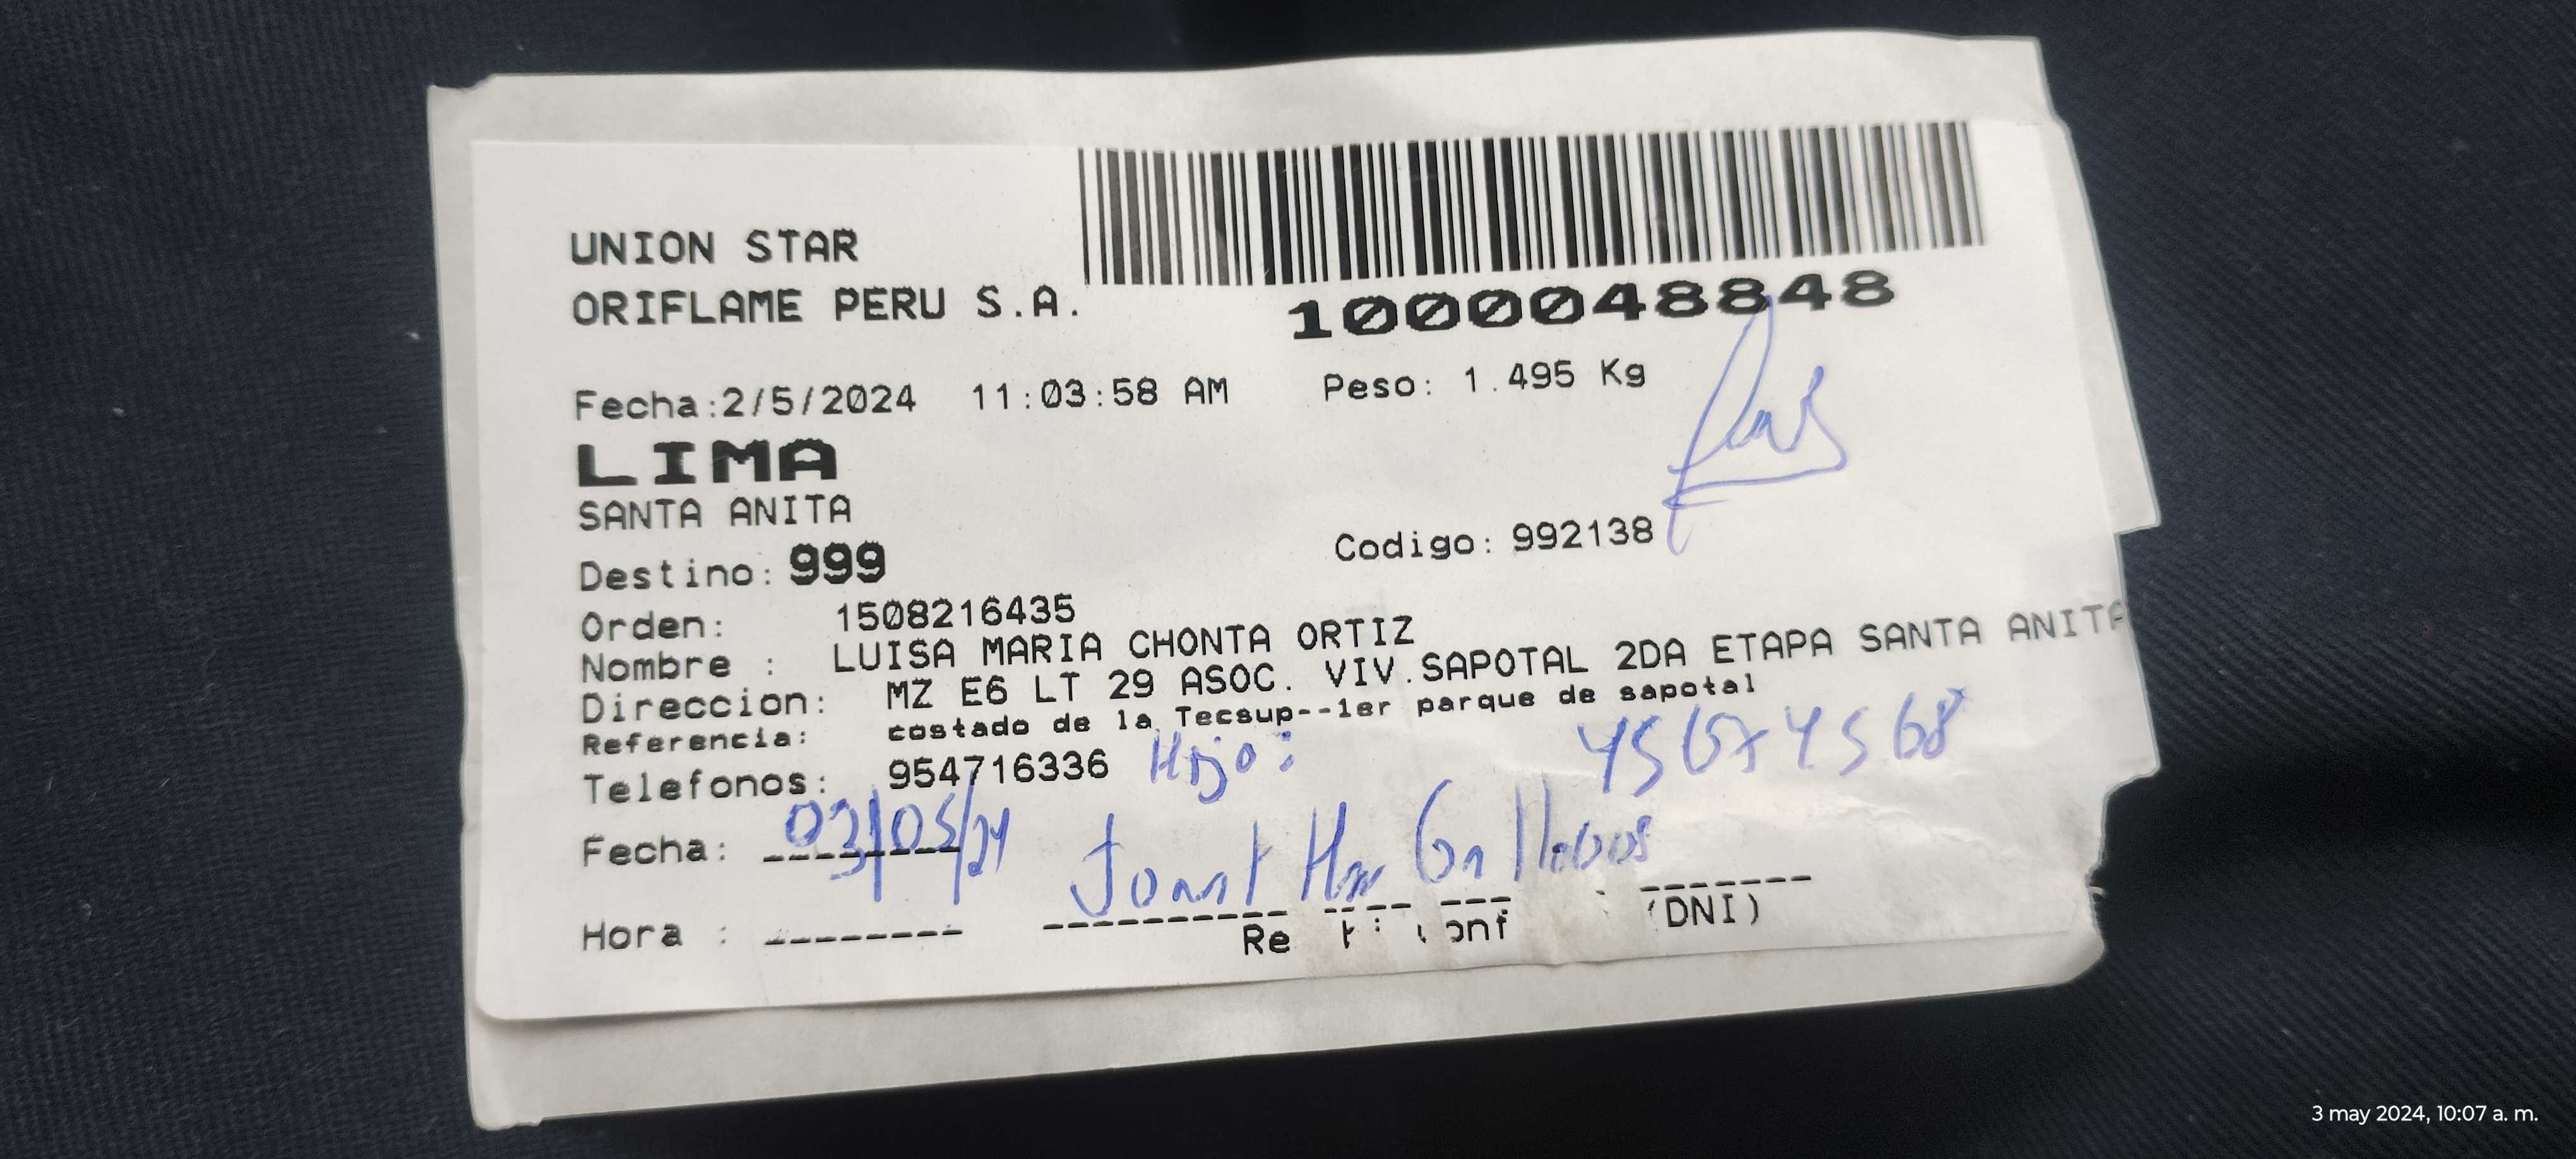 UNION STAR
ORIFLAME PERU S.A.
1000048848
Fecha:2/5/2024 11:03:58 AM Peso: 1.495 Kg
LIMA
SANTA ANITA
Destino: 999 Codigo: 992138
Orden: 1508216435
Nombre : LUISA MARIA CHONTA ORTIZ
Direccion: MZ E6 LT 29 ASOC. VIV.SAPOTAL 2DA ETAPA SANTA ANITA
Referencia: costado de la Tecsup--1er parque de sapotal
Telefonos: 954716336 Hijo:
Fecha: 03/05/24
Hora : (DNI)
3 may 2024, 10:07 a. m.